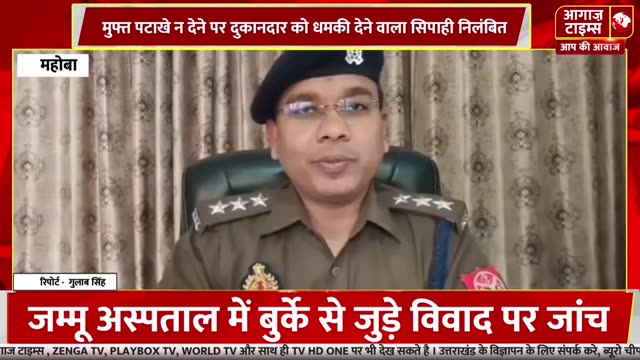 मुफ्त पटाखे न देने पर दुकानदार को धमकी देने वाला सिपाही निलंबित
आगाज़
टाइम्स
आप की आवाज
महोबा
रिपोर्ट - गुलाब सिंह
जम्मू अस्पताल में बुर्के से जुड़े विवाद पर जांच
टाइम्स , ZENGA TV, PLAYBOX TV, WORLD TV और साथ ही TV HD ONE पर भी देख सकते है । उत्तराखंड के विज्ञापन के लिए संपर्क करे, ब्यूरो